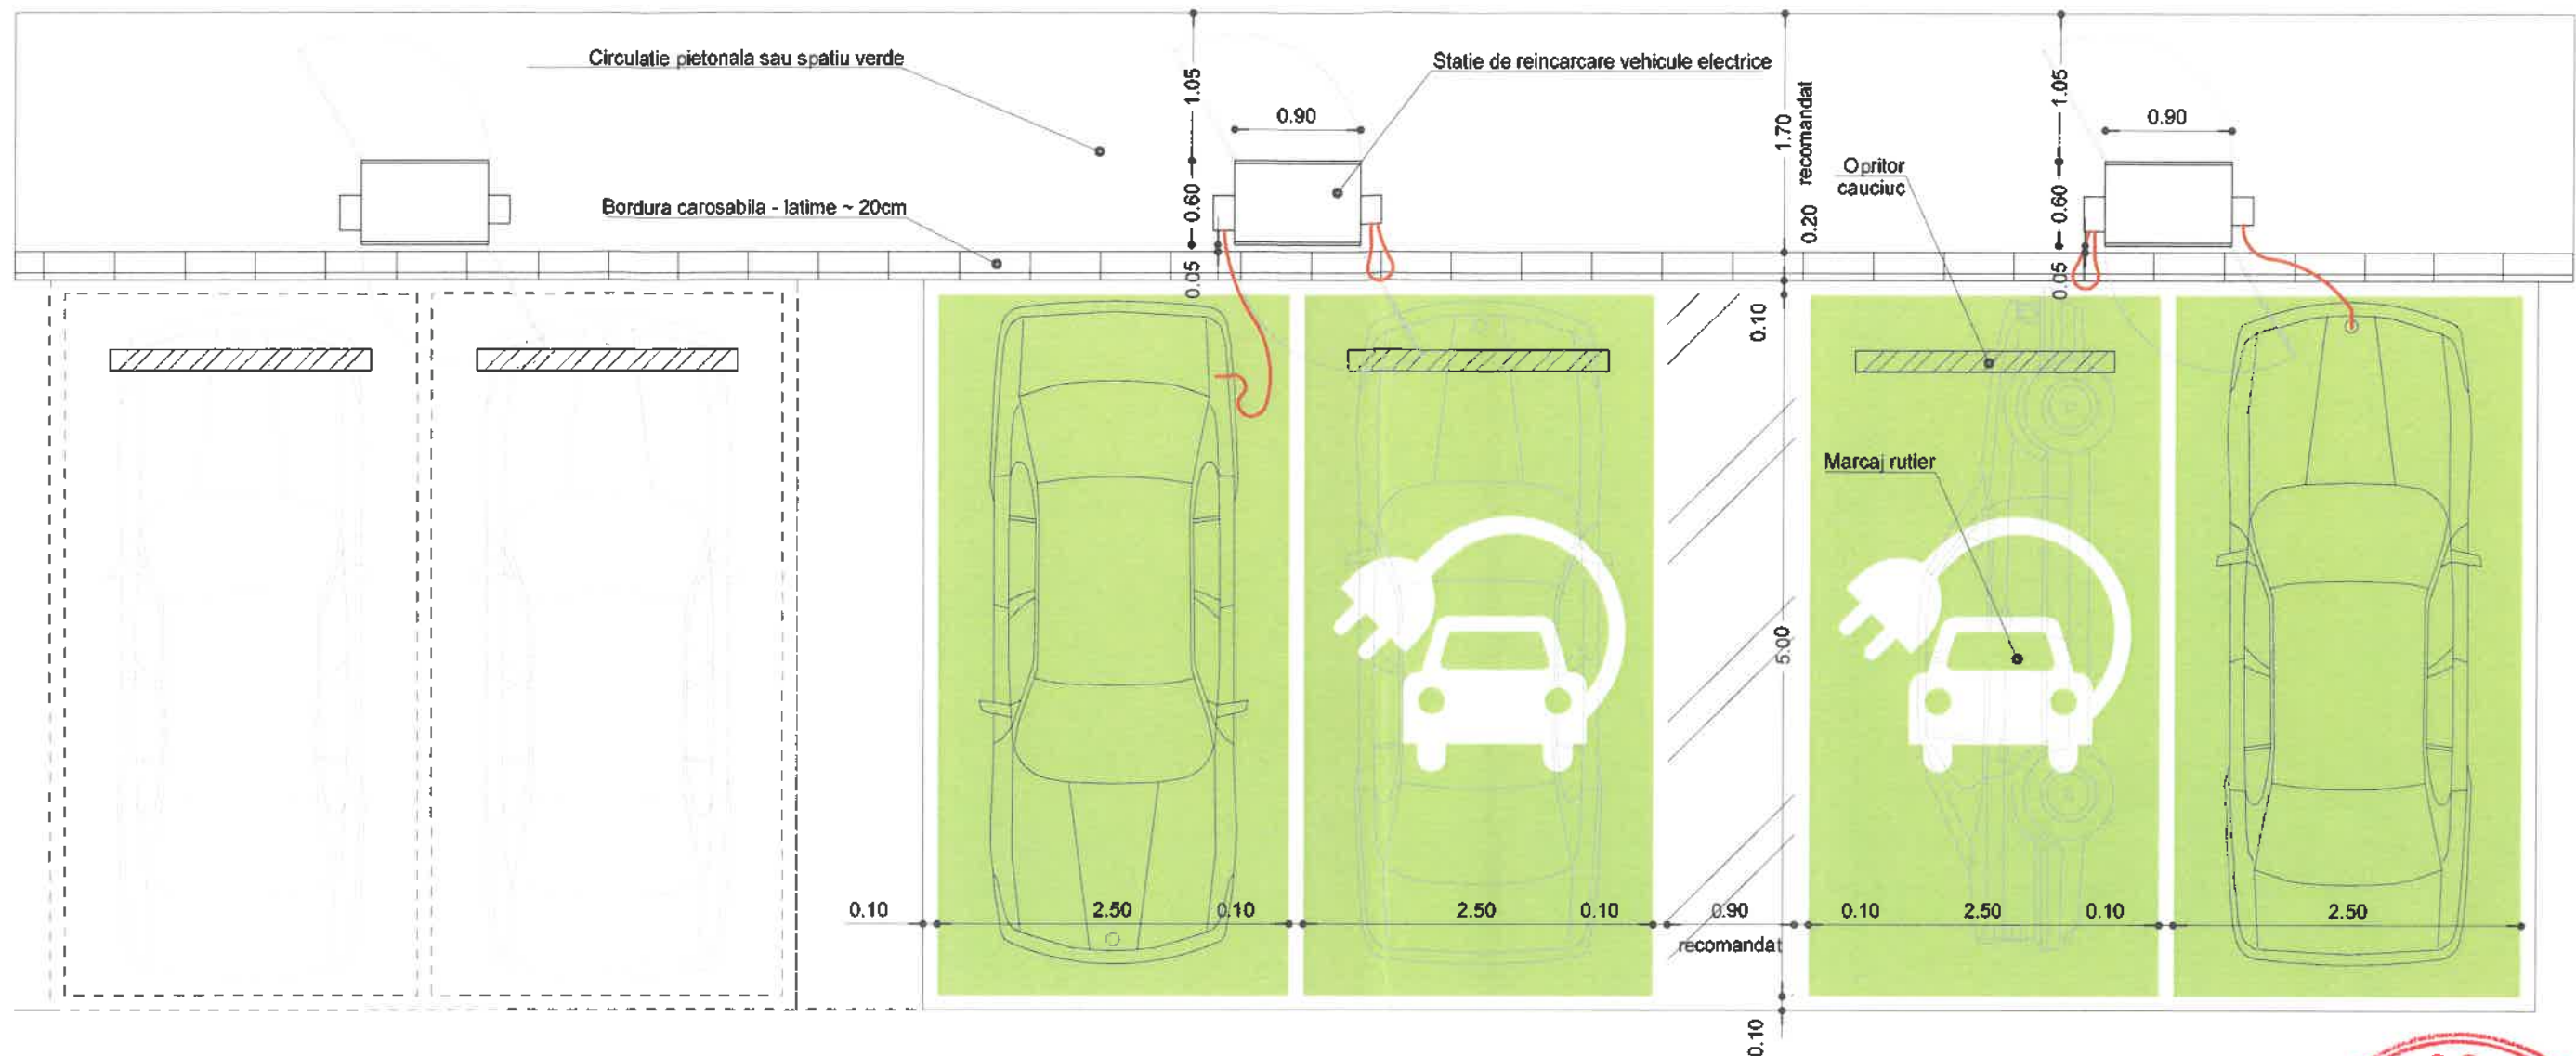 Circulatie pietonala sau spatiu verde
Statie de reincarcare vehicule electrice
1.05
0.90
1.70
recomandat
1.05
0.90
Opritor
cauciuc
Bordura carosabila - latime ~ 20cm
0.60
0.20
0.60
0.05
0.05
0.10
Marcaj rutier
5.00
0.10
2.50
0.10
2.50
0.10
0.90
recomandat
0.10
2.50
0.10
2.50
0.10